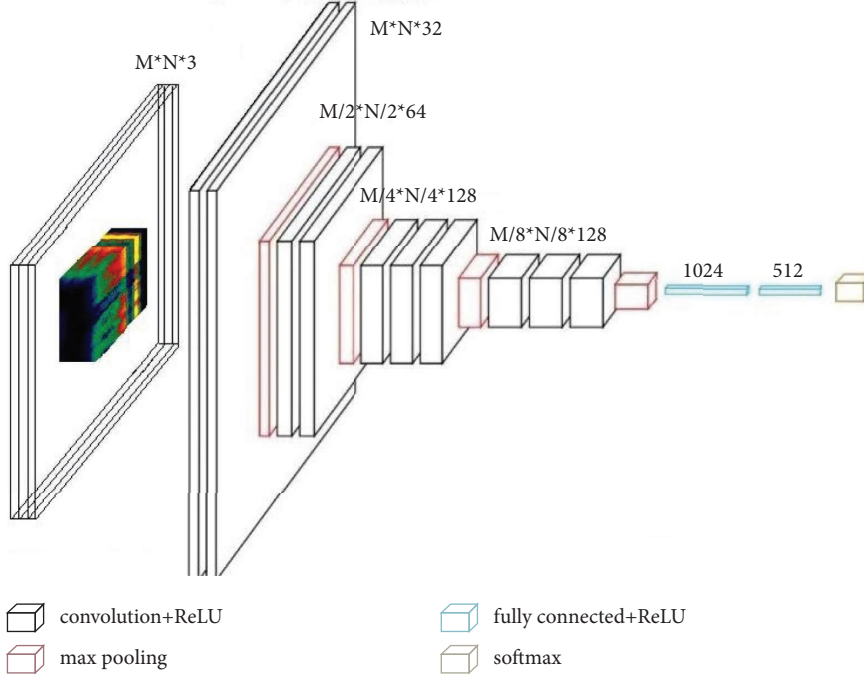 M*N*3
M*N*32
M/2*N/2*64
M/4*N/4*128
M/8*N/8*128
1024
512
convolution+ReLU
fully connected+ReLU
max pooling
softmax